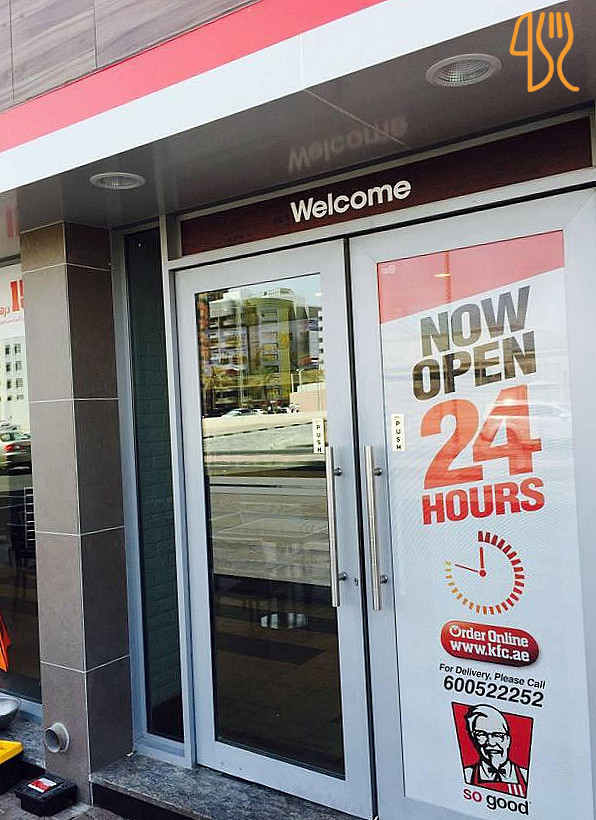 Welcome
Welcome
NOW
OPEN
24
HOURS
PUSH
PUSH
Order Online
www.kfc.ae
For Delivery, Please Call
600522252
so good